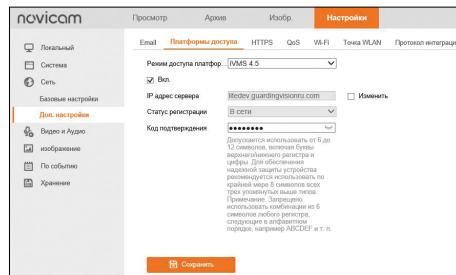 novicam
Просмотр Архив Изобр. Настройки
Локальный
Система
Сеть
Базовые настройки
Доп. настройки
Видео и Аудио
изображение
По событию
Хранение
Email Платформы доступа HTTPS QoS Wi-Fi Точка WLAN Протокол интеграци
Режим доступа платфор... iVMS 4.5
Вкл.
IP адрес сервера litedev.guardingvisionru.com Изменить
Статус регистрации В сети
Код подтверждения ••••••••
Допускается использовать от 6 до
12 символов, включая буквы
верхнего/нижнего регистра и
цифры. Для обеспечения
надежной защиты устройства
рекомендуется использовать по
крайней мере 8 символов всех
трех упомянутых выше типов.
Примечание. Запрещено
использовать комбинации из 6
символов любого регистра,
следующие в алфавитном
порядке, например ABCDEF и т. п.
Сохранить